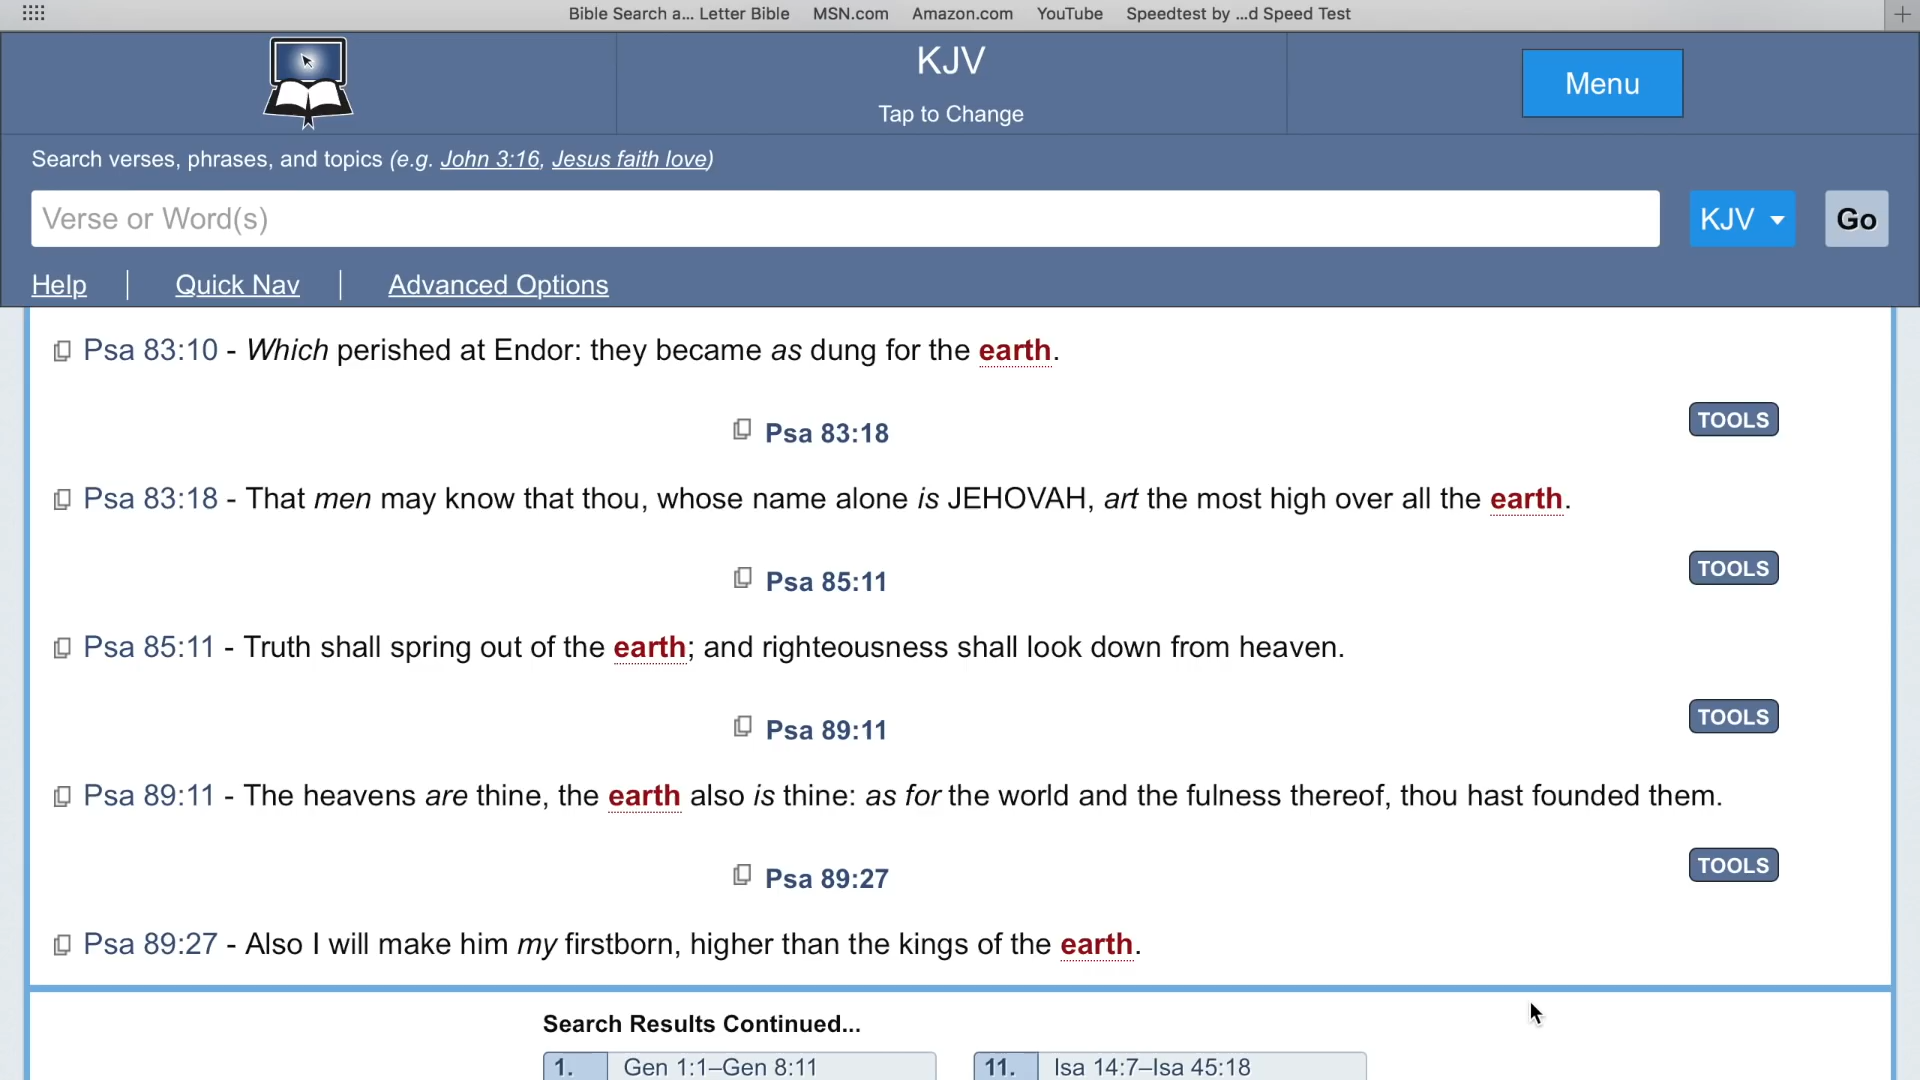 Bible Search a... Letter Bible MSN.com Amazon.com YouTube Speedtest by ...d Speed Test
KJV
Tap to Change
Menu
Search verses, phrases, and topics (e.g. John 3:16, Jesus faith love)
Verse or Word(s)
KJV
Go
Help | Quick Nav | Advanced Options
Psa 83:10 - Which perished at Endor: they became as dung for the earth.
Psa 83:18
TOOLS
Psa 83:18 - That men may know that thou, whose name alone is JEHOVAH, art the most high over all the earth.
Psa 85:11
TOOLS
Psa 85:11 - Truth shall spring out of the earth; and righteousness shall look down from heaven.
Psa 89:11
TOOLS
Psa 89:11 - The heavens are thine, the earth also is thine: as for the world and the fulness thereof, thou hast founded them.
Psa 89:27
TOOLS
Psa 89:27 - Also I will make him my firstborn, higher than the kings of the earth.
Search Results Continued...
1. Gen 1:1–Gen 8:11
11. Isa 14:7–Isa 45:18